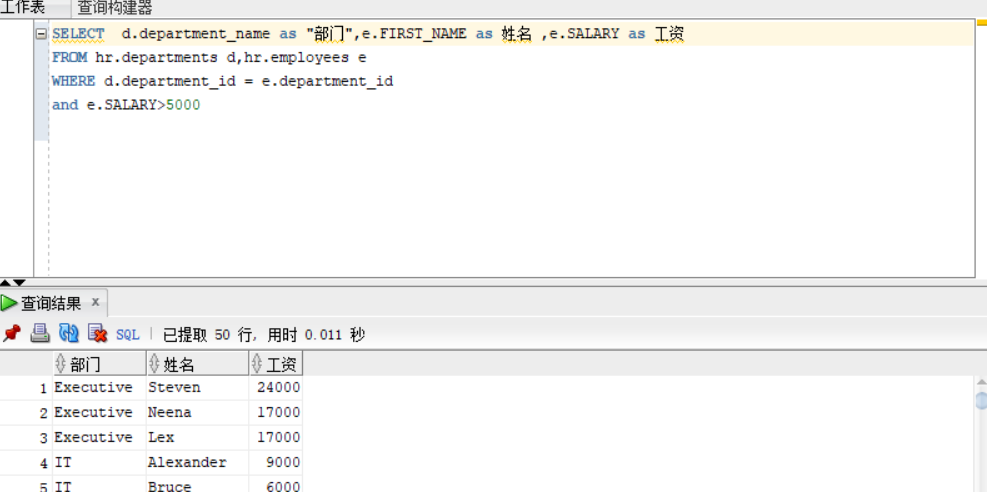 工作表 查询构建器
SELECT  d.department_name as "部门",e.FIRST_NAME as 姓名 ,e.SALARY as 工资
FROM hr.departments d,hr.employees e
WHERE d.department_id = e.department_id
and e.SALARY>5000
查询结果 x
SQL | 已提取 50 行, 用时 0.011 秒
部门 姓名 工资
1 Executive Steven 24000
2 Executive Neena 17000
3 Executive Lex 17000
4 IT Alexander 9000
5 IT Bruce 6000